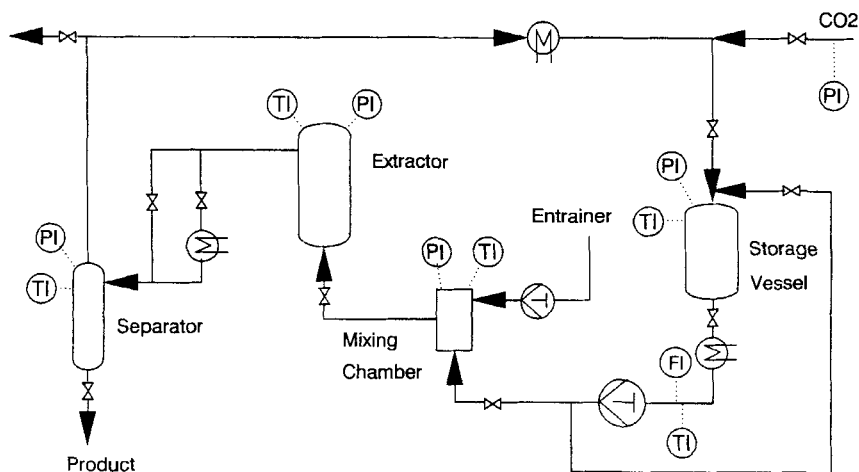 CO2
PI
TI
PI
Extractor
PI
Entrainer
TI
PI
PI
TI
TI
Storage
Vessel
Separator
Mixing
Chamber
FI
TI
Product